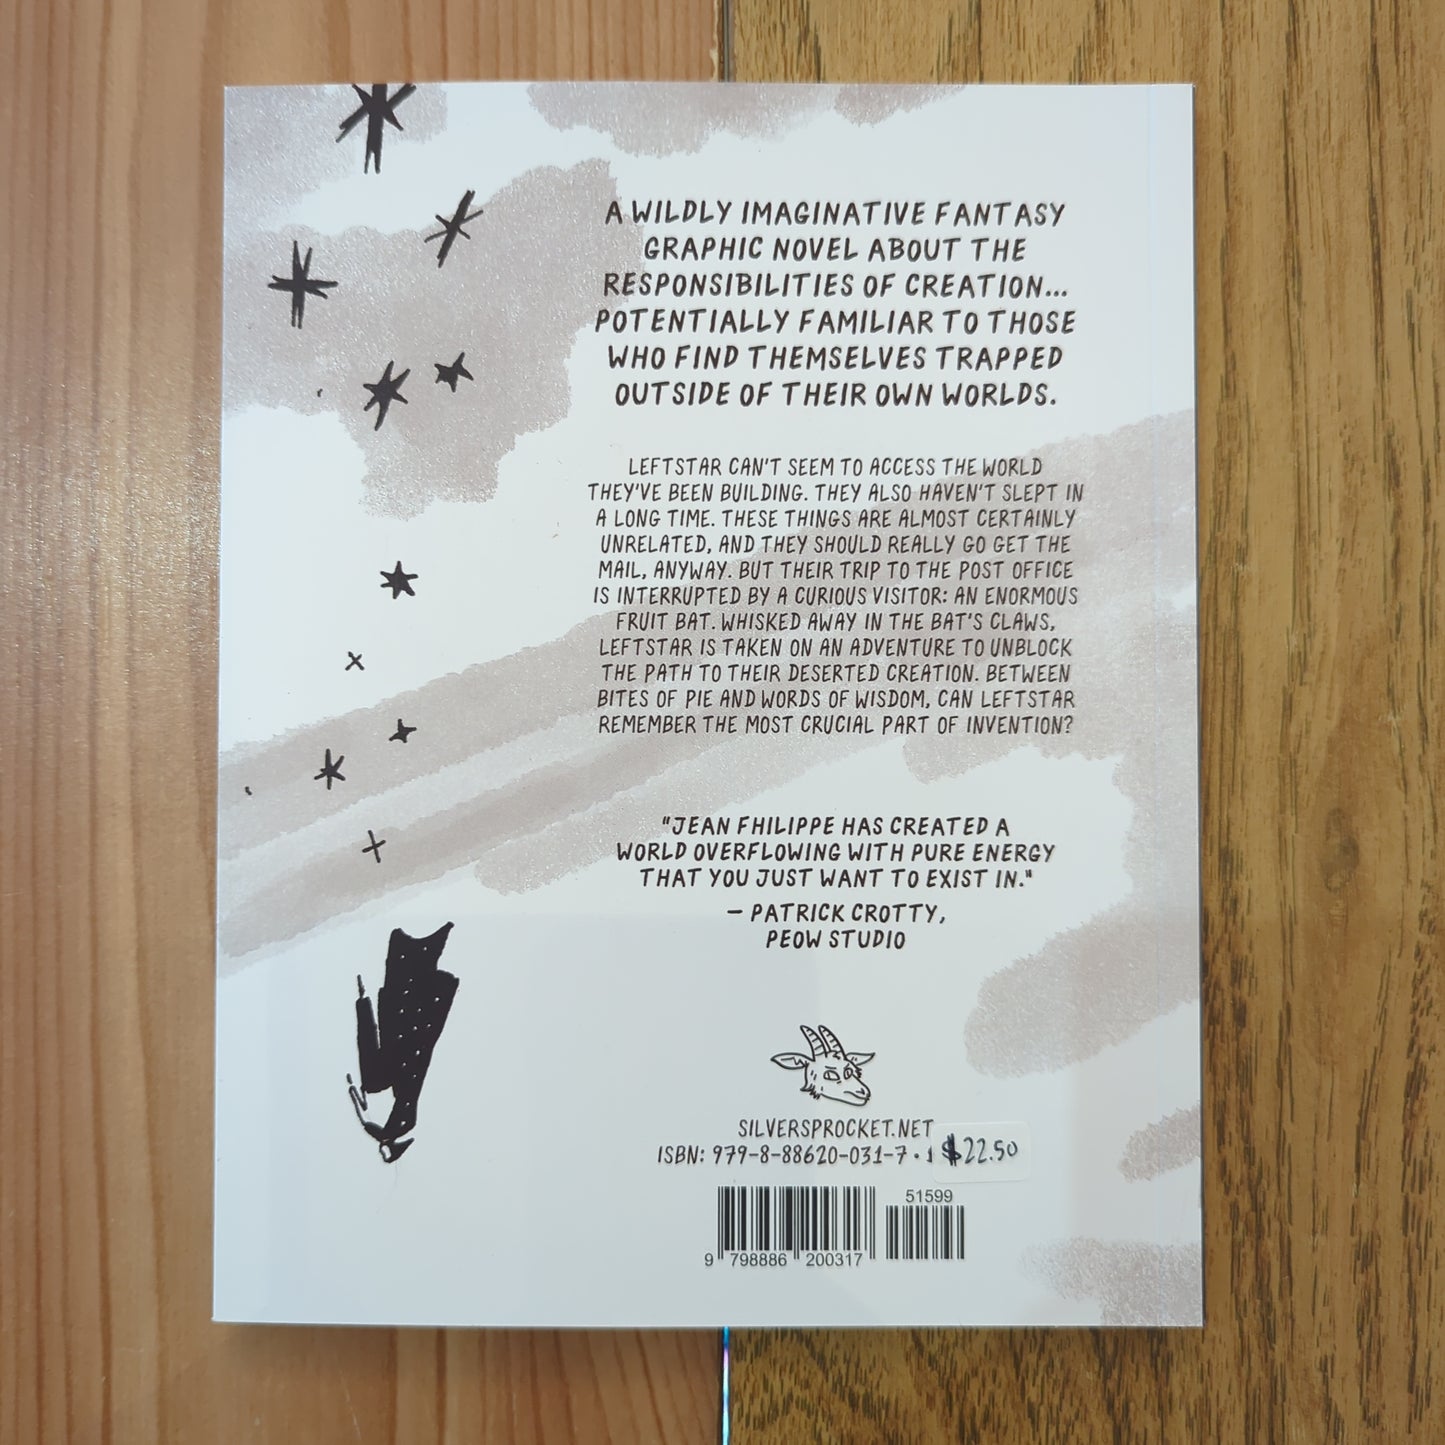 A WILDLY IMAGINATIVE FANTASY
GRAPHIC NOVEL ABOUT THE
RESPONSIBILITIES OF CREATION...
POTENTIALLY FAMILIAR TO THOSE
WHO FIND THEMSELVES TRAPPED
OUTSIDE OF THEIR OWN WORLDS.
LEFTSTAR CAN'T SEEM TO ACCESS THE WORLD
THEY'VE BEEN BUILDING. THEY ALSO HAVEN'T SLEPT IN
A LONG TIME. THESE THINGS ARE ALMOST CERTAINLY
UNRELATED, AND THEY SHOULD REALLY GO GET THE
MAIL, ANYWAY. BUT THEIR TRIP TO THE POST OFFICE
IS INTERRUPTED BY A CURIOUS VISITOR: AN ENORMOUS
FRUIT BAT. WHISKED AWAY IN THE BAT'S CLAWS,
LEFTSTAR IS TAKEN ON AN ADVENTURE TO UNBLOCK
THE PATH TO THEIR DESERTED CREATION. BETWEEN
BITES OF PIE AND WORDS OF WISDOM, CAN LEFTSTAR
REMEMBER THE MOST CRUCIAL PART OF INVENTION?
"JEAN FHILIPPE HAS CREATED A
WORLD OVERFLOWING WITH PURE ENERGY
THAT YOU JUST WANT TO EXIST IN."
– PATRICK CROTTY,
PEOW STUDIO
SILVERSPROCKET.NET
ISBN: 979-8-88620-031-7 •
$22.50
51599
9 798886 200317